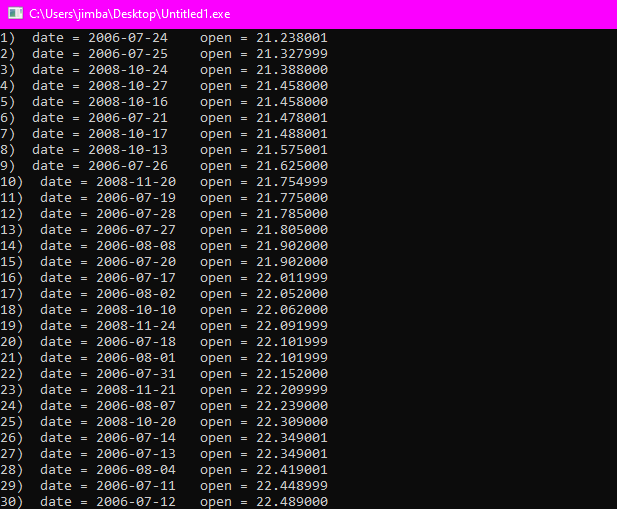 C:\Users\jimba\Desktop\Untitled1.exe
1)  date = 2006-07-24    open = 21.238001
2)  date = 2006-07-25    open = 21.327999
3)  date = 2008-10-24    open = 21.388000
4)  date = 2008-10-27    open = 21.458000
5)  date = 2008-10-16    open = 21.458000
6)  date = 2006-07-21    open = 21.478001
7)  date = 2008-10-17    open = 21.488001
8)  date = 2008-10-13    open = 21.575001
9)  date = 2006-07-26    open = 21.625000
10)  date = 2008-11-20   open = 21.754999
11)  date = 2006-07-19   open = 21.775000
12)  date = 2006-07-28   open = 21.785000
13)  date = 2006-07-27   open = 21.805000
14)  date = 2006-08-08   open = 21.902000
15)  date = 2006-07-20   open = 21.902000
16)  date = 2006-07-17   open = 22.011999
17)  date = 2006-08-02   open = 22.052000
18)  date = 2008-10-10   open = 22.062000
19)  date = 2008-11-24   open = 22.091999
20)  date = 2006-07-18   open = 22.101999
21)  date = 2006-08-01   open = 22.101999
22)  date = 2006-07-31   open = 22.152000
23)  date = 2008-11-21   open = 22.209999
24)  date = 2006-08-07   open = 22.239000
25)  date = 2008-10-20   open = 22.309000
26)  date = 2006-07-14   open = 22.349001
27)  date = 2006-07-13   open = 22.349001
28)  date = 2006-08-04   open = 22.419001
29)  date = 2006-07-11   open = 22.448999
30)  date = 2006-07-12   open = 22.489000